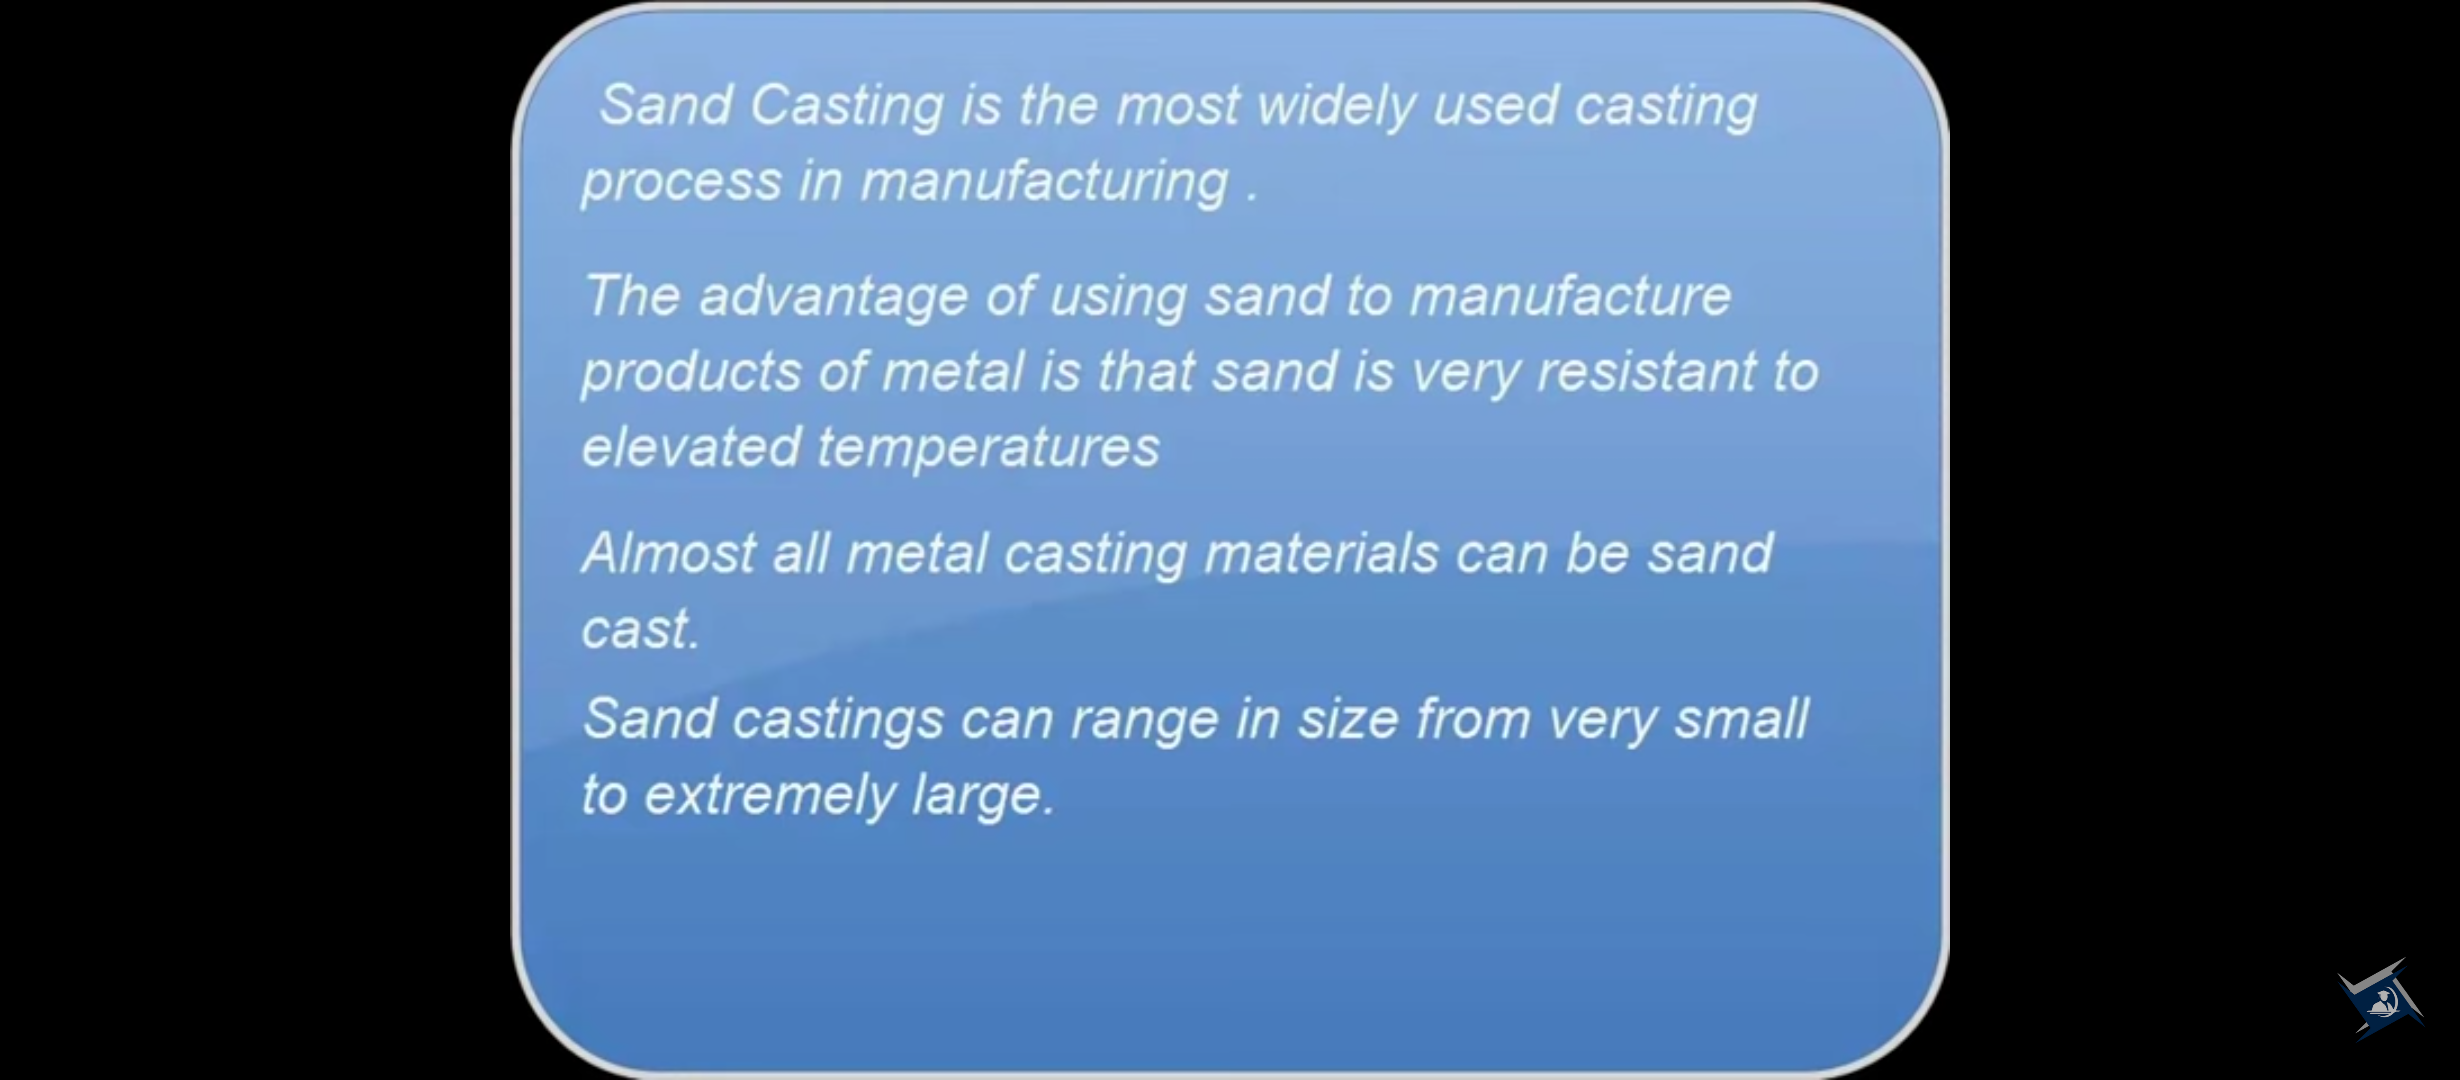 Sand Casting is the most widely used casting
process in manufacturing .
The advantage of using sand to manufacture
products of metal is that sand is very resistant to
elevated temperatures
Almost all metal casting materials can be sand
cast.
Sand castings can range in size from very small
to extremely large.